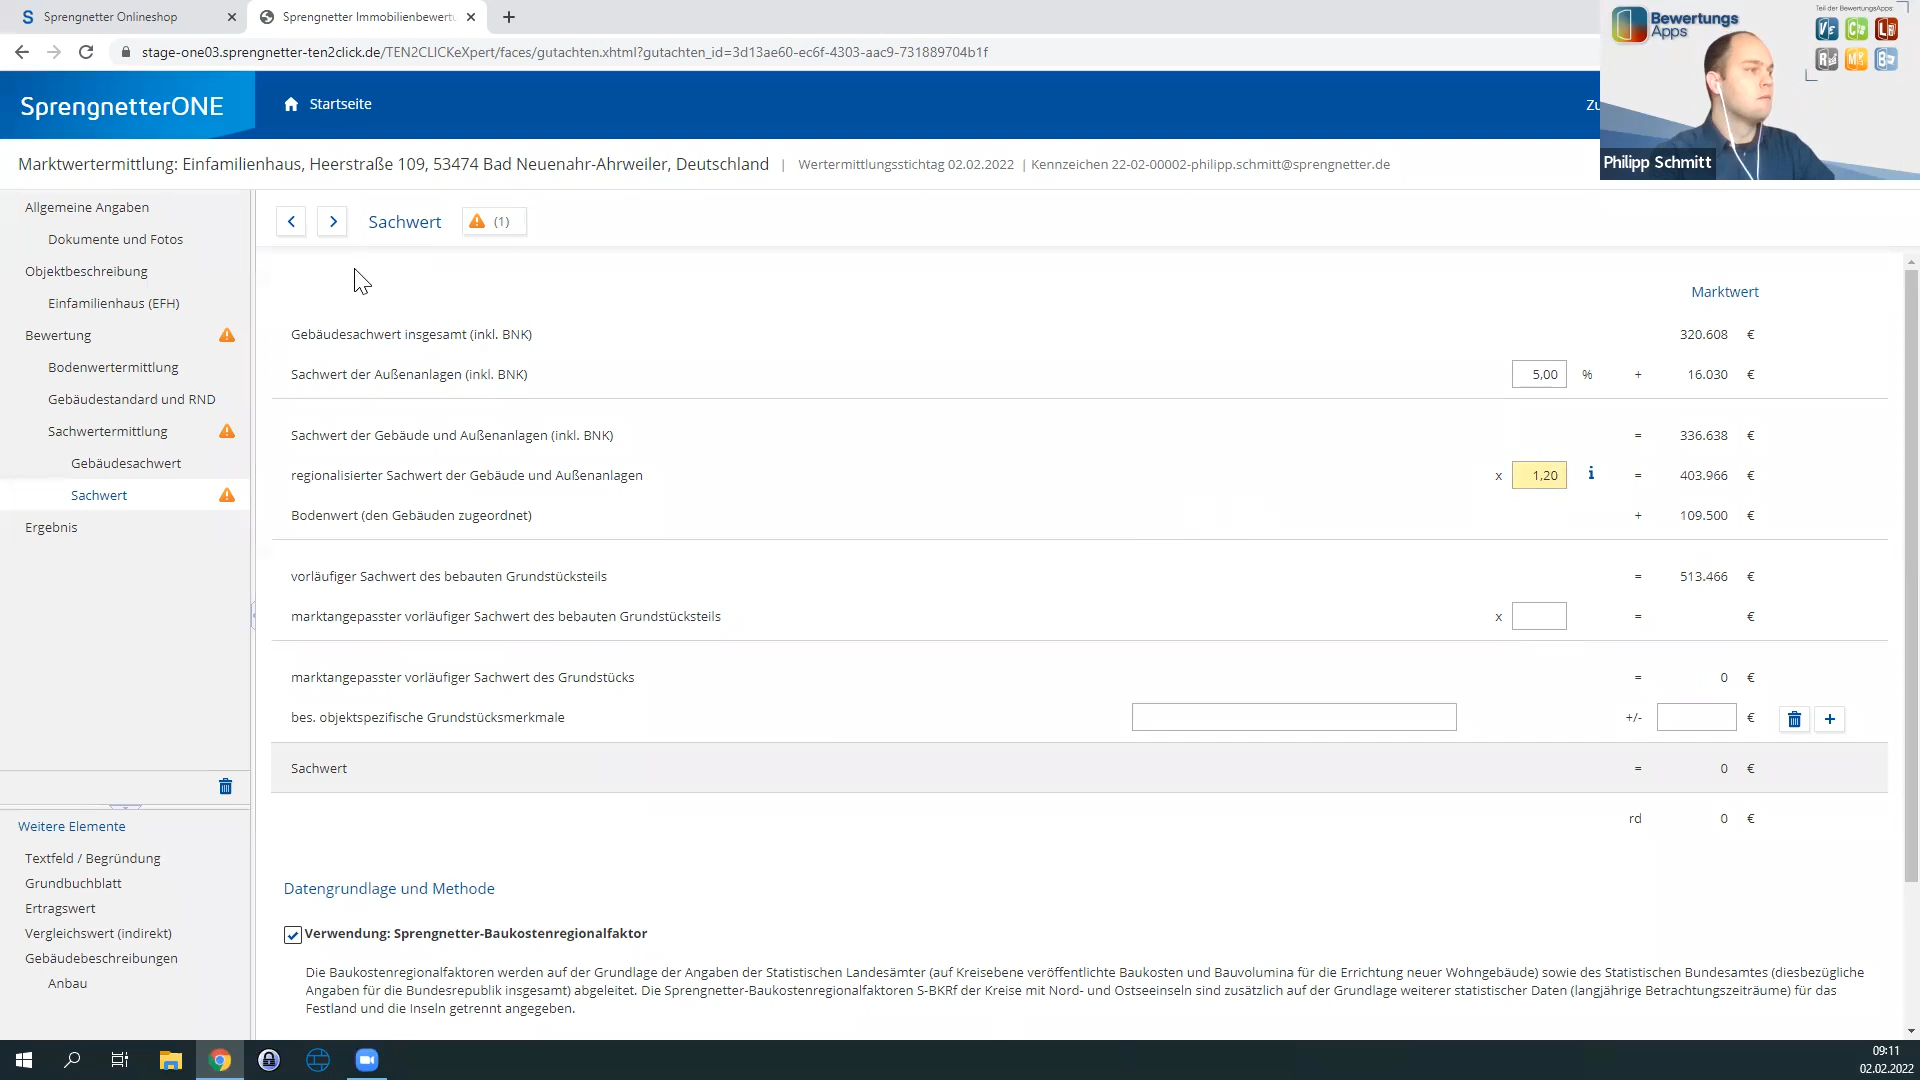 Sprengnetter Onlineshop
Sprengnetter Immobilienbewertu
stage-one03.sprengnetter-ten2click.de/TEN2CLICKeXpert/faces/gutachten.xhtml?gutachten_id=3d13ae60-ec6f-4303-aac9-731889704b1f
Bewertungs
Apps
Teil der BewertungsApps:
Philipp Schmitt
SprengnetterONE
Startseite
Zu
Marktwertermittlung: Einfamilienhaus, Heerstraße 109, 53474 Bad Neuenahr-Ahrweiler, Deutschland | Wertermittlungsstichtag 02.02.2022 | Kennzeichen 22-02-00002-philipp.schmitt@sprengnetter.de
Allgemeine Angaben
Dokumente und Fotos
Objektbeschreibung
Einfamilienhaus (EFH)
Bewertung
Bodenwertermittlung
Gebäudestandard und RND
Sachwertermittlung
Gebäudesachwert
Sachwert
Ergebnis
Weitere Elemente
Textfeld / Begründung
Grundbuchblatt
Ertragswert
Vergleichswert (indirekt)
Gebäudebeschreibungen
Anbau
Sachwert (1)
Marktwert
Gebäudesachwert insgesamt (inkl. BNK) 320.608 €
Sachwert der Außenanlagen (inkl. BNK) 5,00 % + 16.030 €
Sachwert der Gebäude und Außenanlagen (inkl. BNK) = 336.638 €
regionalisierter Sachwert der Gebäude und Außenanlagen x 1,20 i = 403.966 €
Bodenwert (den Gebäuden zugeordnet) + 109.500 €
vorläufiger Sachwert des bebauten Grundstücksteils = 513.466 €
marktangepasster vorläufiger Sachwert des bebauten Grundstücksteils x = €
marktangepasster vorläufiger Sachwert des Grundstücks = 0 €
bes. objektspezifische Grundstücksmerkmale +/- €
Sachwert = 0 €
rd 0 €
Datengrundlage und Methode
Verwendung: Sprengnetter-Baukostenregionalfaktor
Die Baukostenregionalfaktoren werden auf der Grundlage der Angaben der Statistischen Landesämter (auf Kreisebene veröffentlichte Baukosten und Bauvolumina für die Errichtung neuer Wohngebäude) sowie des Statistischen Bundesamtes (diesbezügliche
Angaben für die Bundesrepublik insgesamt) abgeleitet. Die Sprengnetter-Baukostenregionalfaktoren S-BKRf der Kreise mit Nord- und Ostseeinseln sind zusätzlich auf der Grundlage weiterer statistischer Daten (langjährige Betrachtungszeiträume) für das
Festland und die Inseln getrennt angegeben.
09:11
02.02.2022